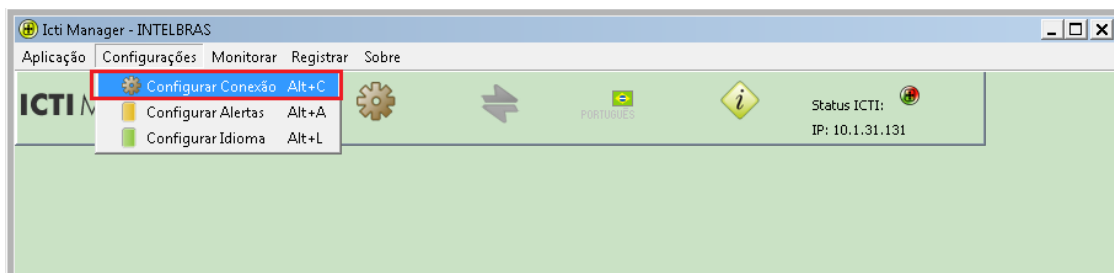 Icti Manager - INTELBRAS
Aplicação Configurações Monitorar Registrar Sobre
Configurar Conexão Alt+C
Configurar Alertas Alt+A
Configurar Idioma Alt+L
ICTI M
PORTUGUÊS
i
Status ICTI:
IP: 10.1.31.131